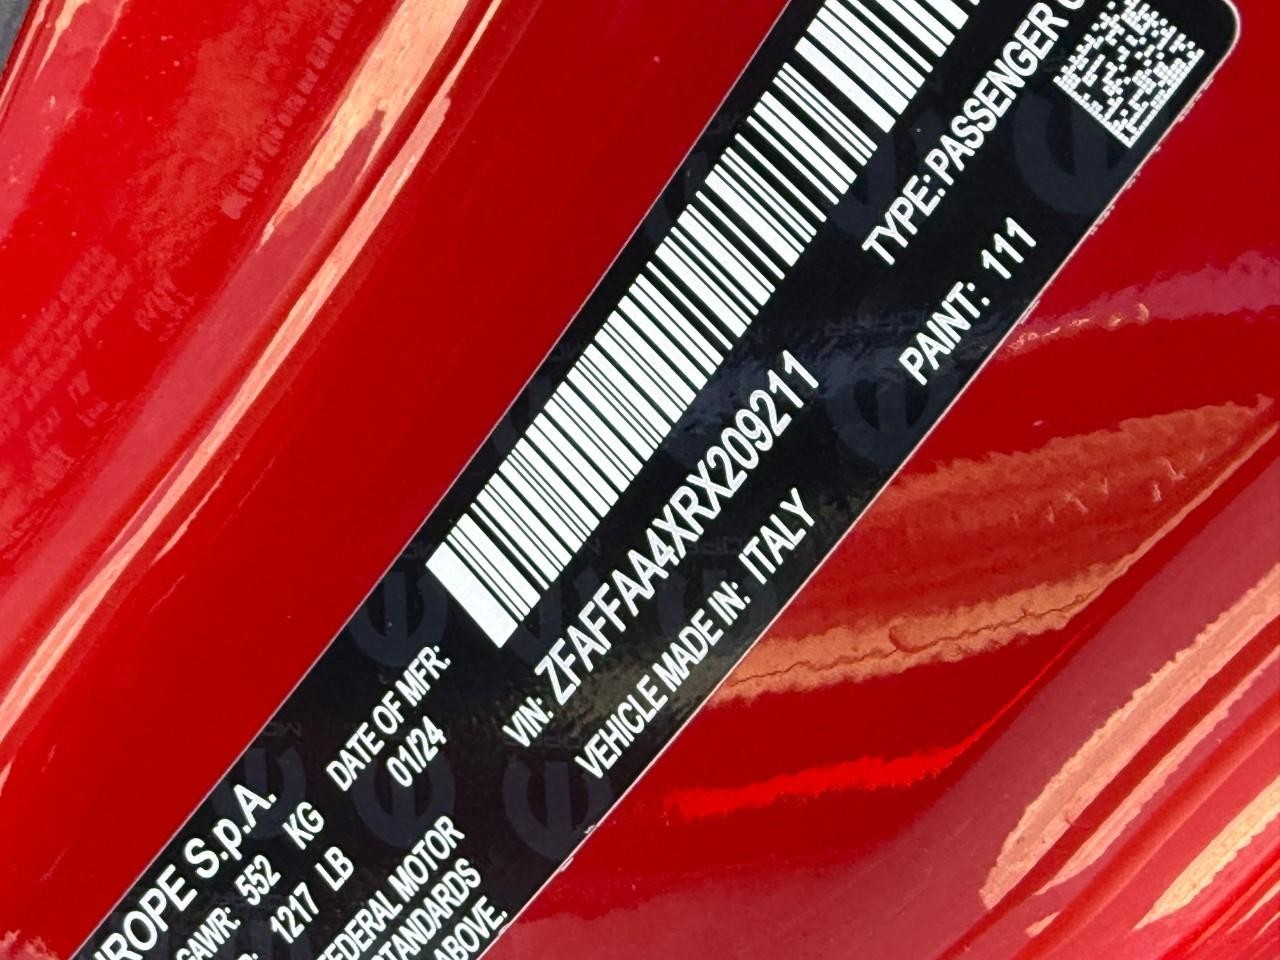 ROPE S.p.A.
GAWR: 552 KG
1217 LB
DATE OF MFR:
01/24
FEDERAL MOTOR
STANDARDS
ABOVE.
VIN: ZFAFFAA4XRX209211
TYPE: PASSENGER
VEHICLE MADE IN: ITALY
PAINT: 111